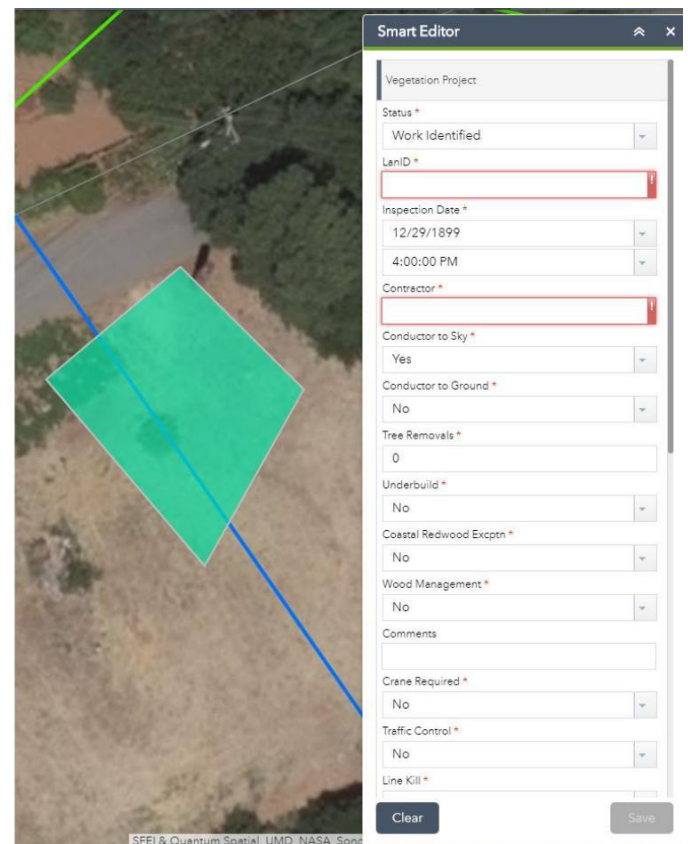 Smart Editor
Vegetation Project
Status *
Work Identified
LanID *
!
Inspection Date *
12/29/1899
4:00:00 PM
Contractor *
!
Conductor to Sky *
Yes
Conductor to Ground *
No
Tree Removals *
0
Underbuild *
No
Coastal Redwood Excptn *
No
Wood Management *
No
Comments
Crane Required *
No
Traffic Control *
No
Line Kill *
Clear
Save
SFEI & Quantum Spatial, UMD, NASA, Sono